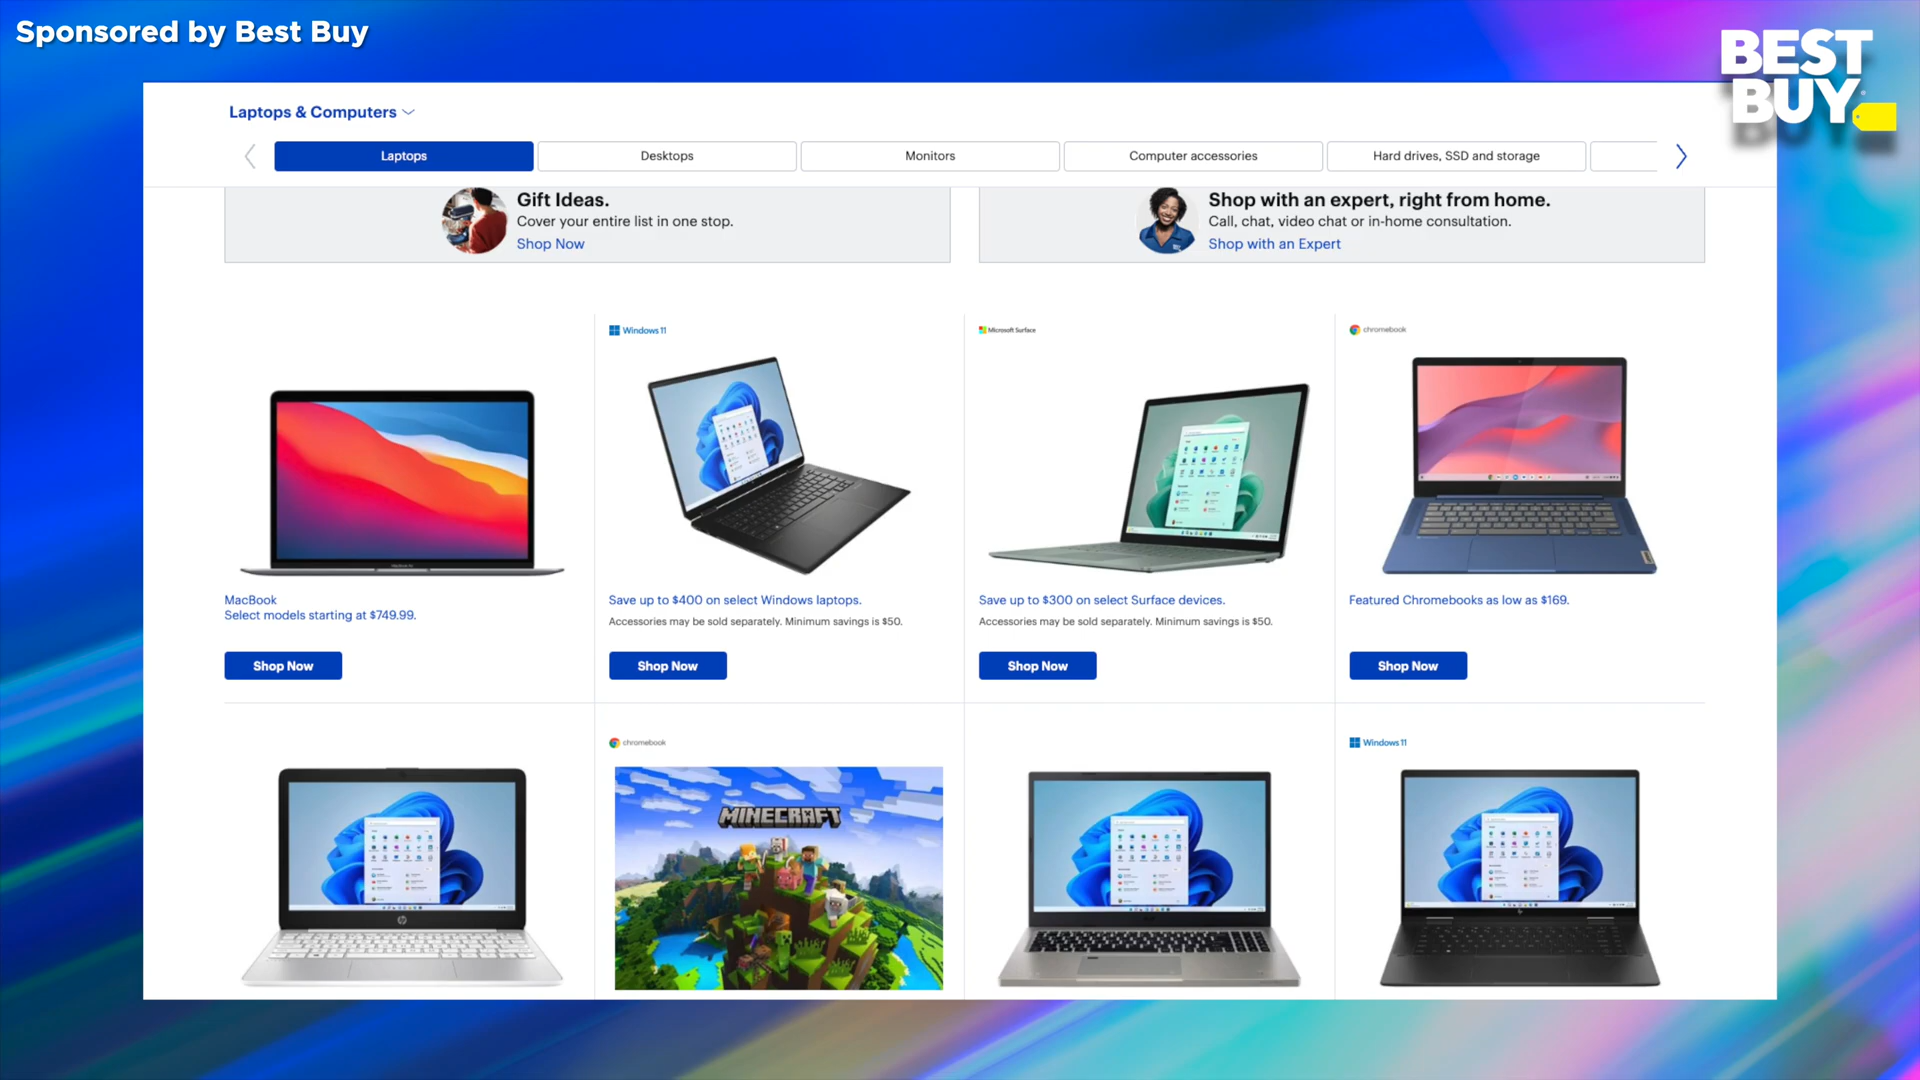 Sponsored by Best Buy
BEST
BUY
Laptops & Computers
Laptops
Desktops
Monitors
Computer accessories
Hard drives, SSD and storage
Gift Ideas.
Cover your entire list in one stop.
Shop Now
Shop with an expert, right from home.
Call, chat, video chat or in-home consultation.
Shop with an Expert
Windows 11
Microsoft Surface
chromebook
MacBook
Select models starting at $749.99.
Shop Now
Save up to $400 on select Windows laptops.
Accessories may be sold separately. Minimum savings is $50.
Shop Now
Save up to $300 on select Surface devices.
Accessories may be sold separately. Minimum savings is $50.
Shop Now
Featured Chromebooks as low as $169.
Shop Now
chromebook
Windows 11
MINECRAFT
hp